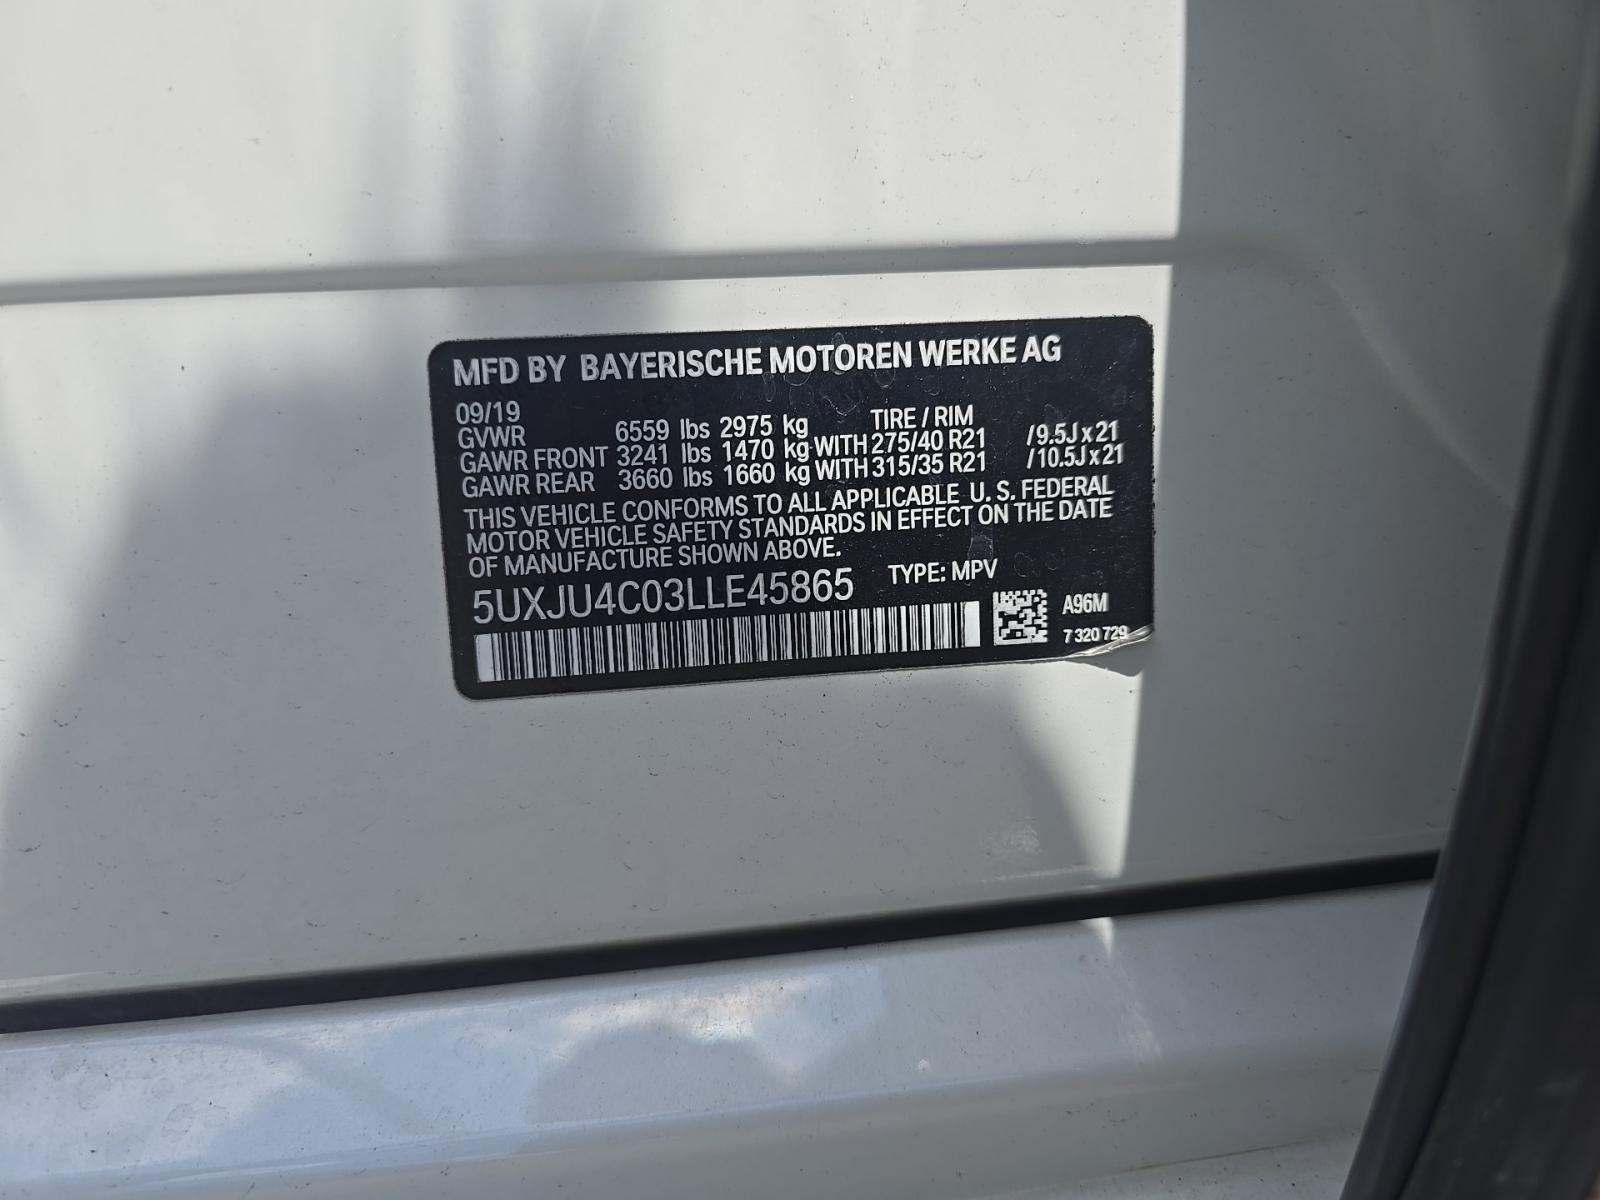 MFD BY BAYERISCHE MOTOREN WERKE AG
09/19 TIRE / RIM
GVWR 6559 lbs 2975 kg
GAWR FRONT 3241 lbs 1470 kg WITH 275/40 R21 /9.5J x 21
GAWR REAR 3660 lbs 1660 kg WITH 315/35 R21 /10.5J x 21
THIS VEHICLE CONFORMS TO ALL APPLICABLE U. S. FEDERAL
MOTOR VEHICLE SAFETY STANDARDS IN EFFECT ON THE DATE
OF MANUFACTURE SHOWN ABOVE.
5UXJU4C03LLE45865 TYPE: MPV
A96M
7 320 729